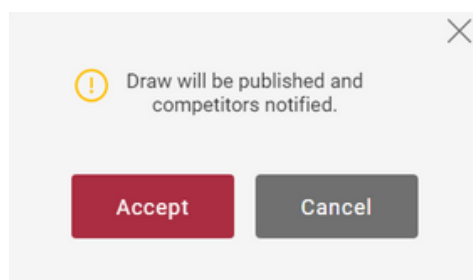 Draw will be published and
competitors notified.
Accept
Cancel